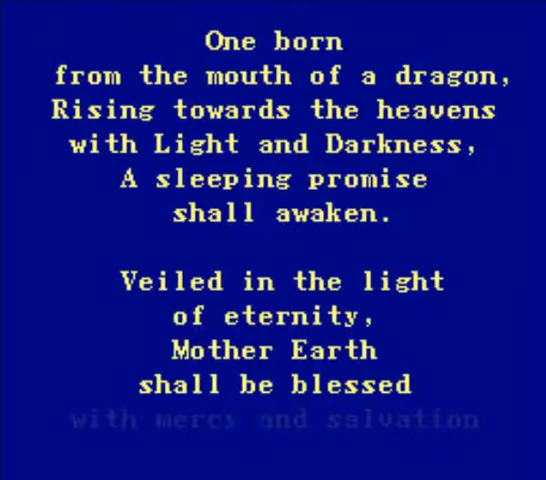 One born
from the mouth of a dragon,
Rising towards the heavens
with Light and Darkness,
A sleeping promise
shall awaken.
Veiled in the light
of eternity,
Mother Earth
shall be blessed
with mercy and salvation